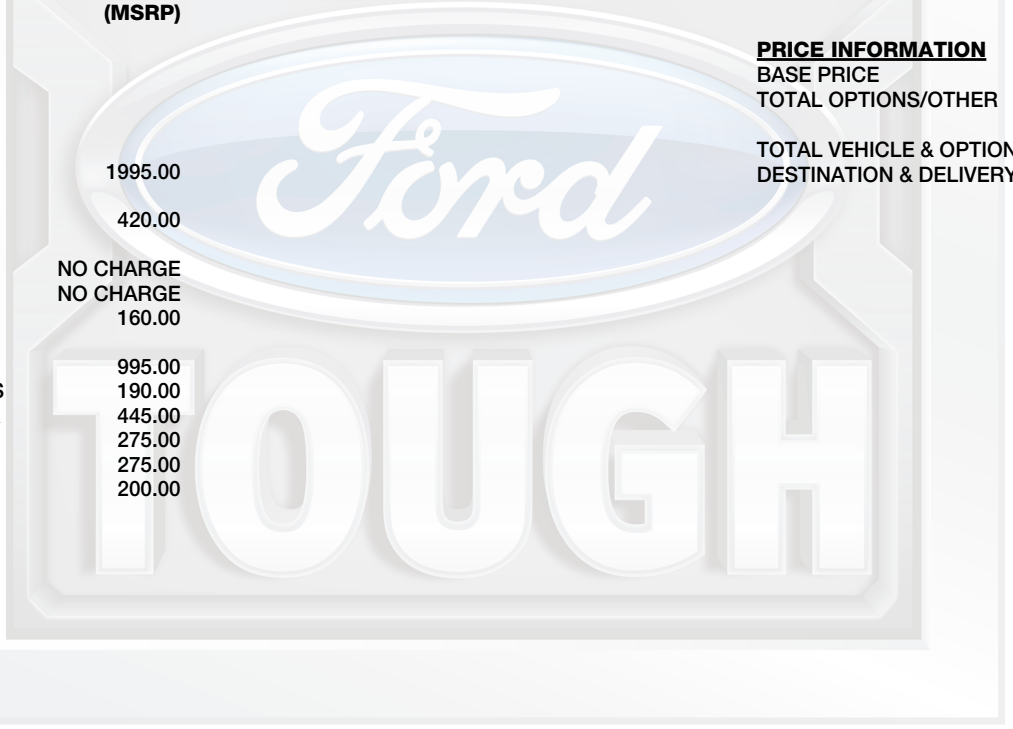 (MSRP)
1995.00
420.00
NO CHARGE
NO CHARGE
160.00
995.00
S 190.00
445.00
275.00
275.00
200.00
PRICE INFORMATION
BASE PRICE
TOTAL OPTIONS/OTHER
TOTAL VEHICLE & OPTION
DESTINATION & DELIVERY
Ford
TOUGH